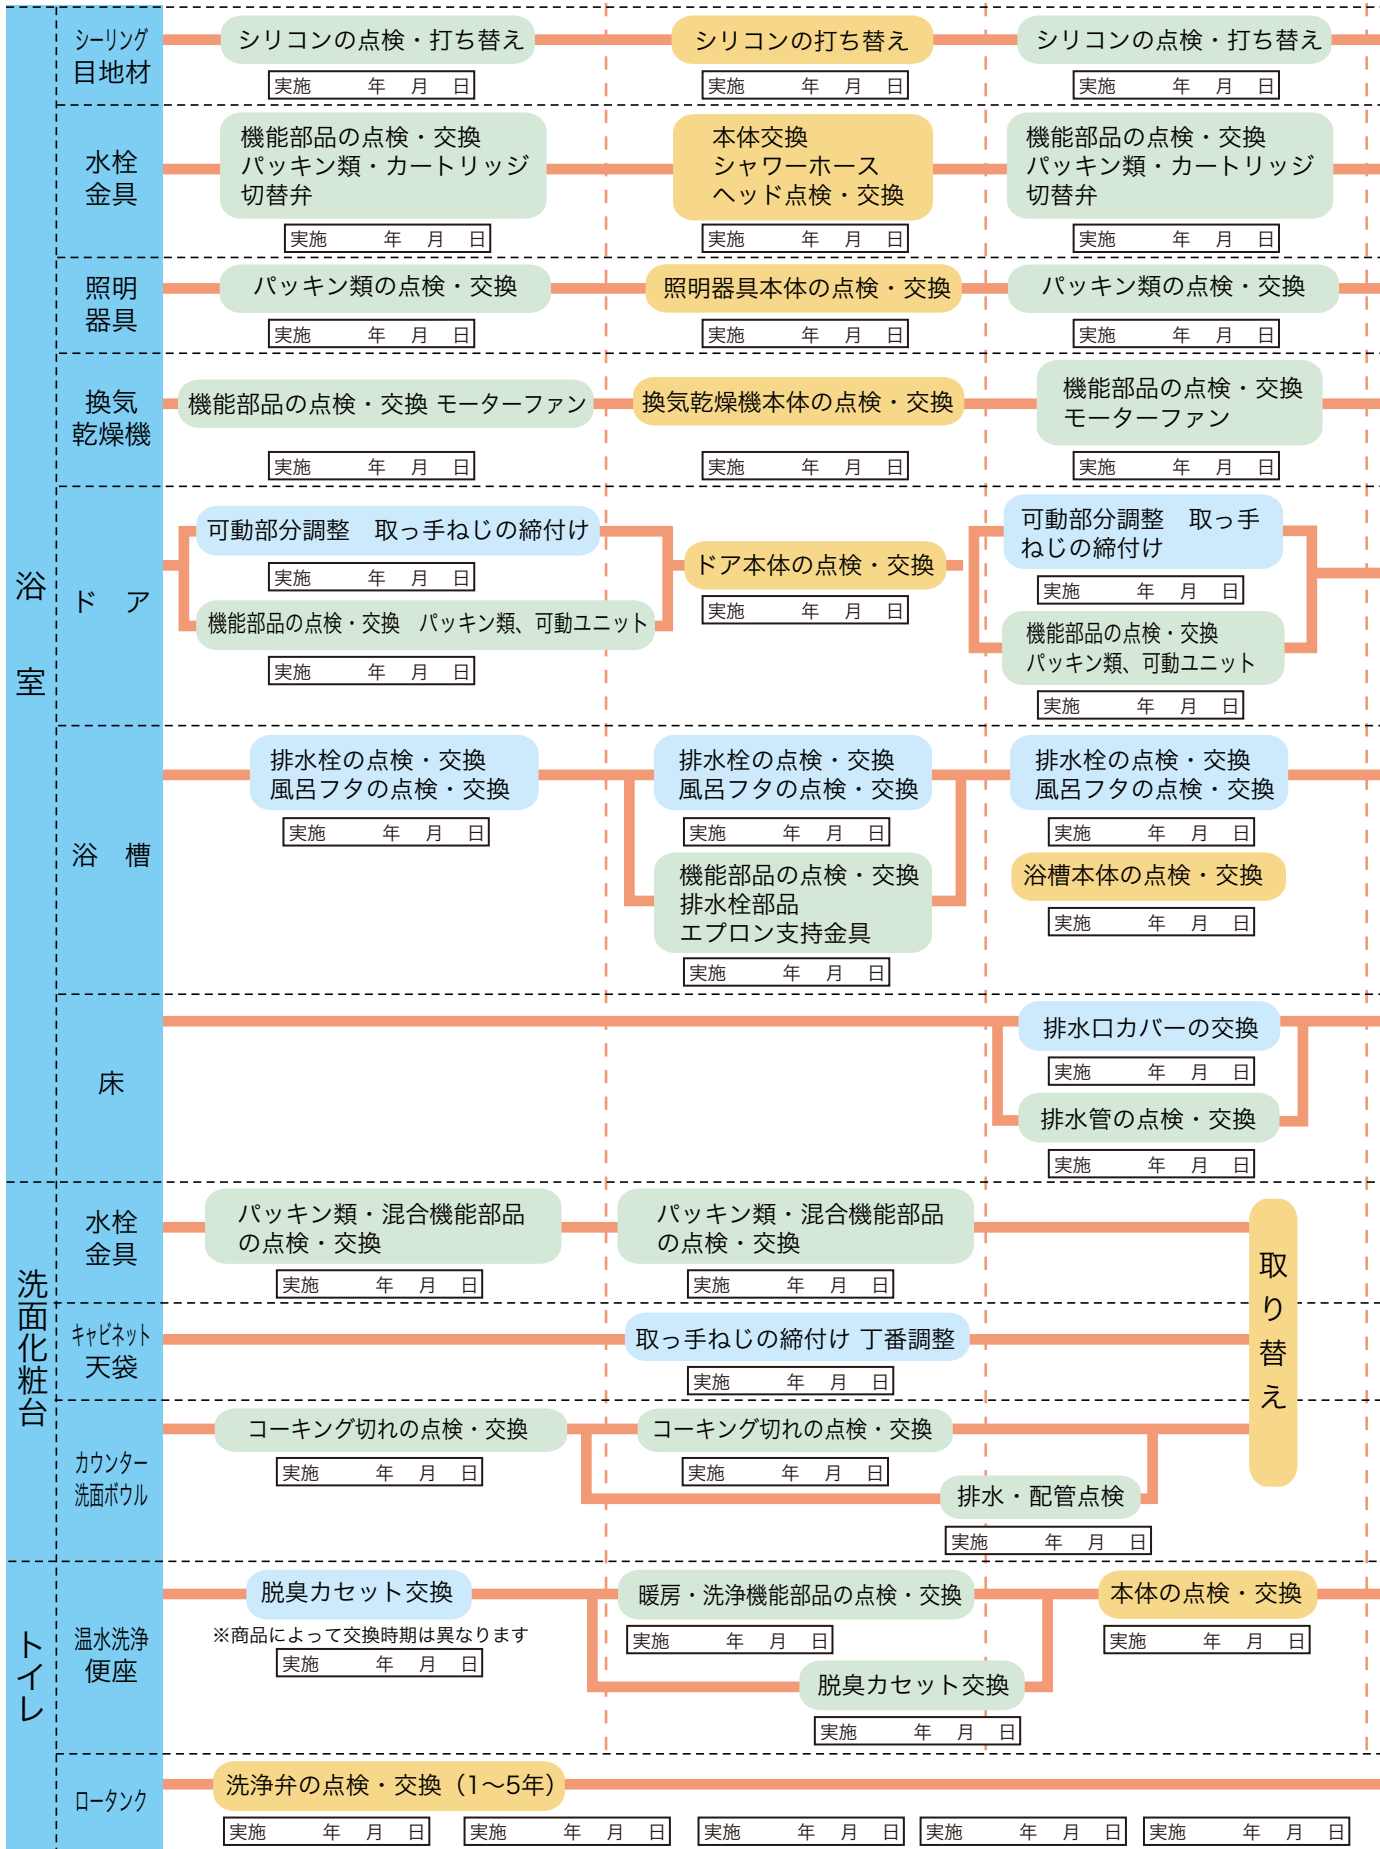 浴室
シーリング
目地材
シリコンの点検・打ち替え
シリコンの打ち替え
シリコンの点検・打ち替え
実施 年 月 日
実施 年 月 日
実施 年 月 日
水栓
金具
機能部品の点検・交換
パッキン類・カートリッジ
切替弁
本体交換
シャワーホース
ヘッド点検・交換
機能部品の点検・交換
パッキン類・カートリッジ
切替弁
実施 年 月 日
実施 年 月 日
実施 年 月 日
照明
器具
パッキン類の点検・交換
照明器具本体の点検・交換
パッキン類の点検・交換
実施 年 月 日
実施 年 月 日
実施 年 月 日
換気
乾燥機
機能部品の点検・交換 モーターファン
換気乾燥機本体の点検・交換
機能部品の点検・交換
モーターファン
実施 年 月 日
実施 年 月 日
実施 年 月 日
ドア
可動部分調整 取っ手ねじの締付け
実施 年 月 日
機能部品の点検・交換 パッキン類、可動ユニット
実施 年 月 日
ドア本体の点検・交換
実施 年 月 日
可動部分調整 取っ手
ねじの締付け
実施 年 月 日
機能部品の点検・交換
パッキン類、可動ユニット
実施 年 月 日
浴槽
排水栓の点検・交換
風呂フタの点検・交換
実施 年 月 日
排水栓の点検・交換
風呂フタの点検・交換
実施 年 月 日
機能部品の点検・交換
排水栓部品
エプロン支持金具
実施 年 月 日
排水栓の点検・交換
風呂フタの点検・交換
実施 年 月 日
浴槽本体の点検・交換
実施 年 月 日
床
排水口カバーの交換
実施 年 月 日
排水管の点検・交換
実施 年 月 日
洗面化粧台
水栓
金具
パッキン類・混合機能部品
の点検・交換
実施 年 月 日
パッキン類・混合機能部品
の点検・交換
実施 年 月 日
取り替え
キャビネット
天袋
取っ手ねじの締付け 丁番調整
実施 年 月 日
カウンター
洗面ボウル
コーキング切れの点検・交換
実施 年 月 日
コーキング切れの点検・交換
実施 年 月 日
排水・配管点検
実施 年 月 日
トイレ
温水洗浄
便座
脱臭カセット交換
※商品によって交換時期は異なります
実施 年 月 日
暖房・洗浄機能部品の点検・交換
実施 年 月 日
脱臭カセット交換
実施 年 月 日
本体の点検・交換
実施 年 月 日
ロータンク
洗浄弁の点検・交換（1〜5年）
実施 年 月 日
実施 年 月 日
実施 年 月 日
実施 年 月 日
実施 年 月 日